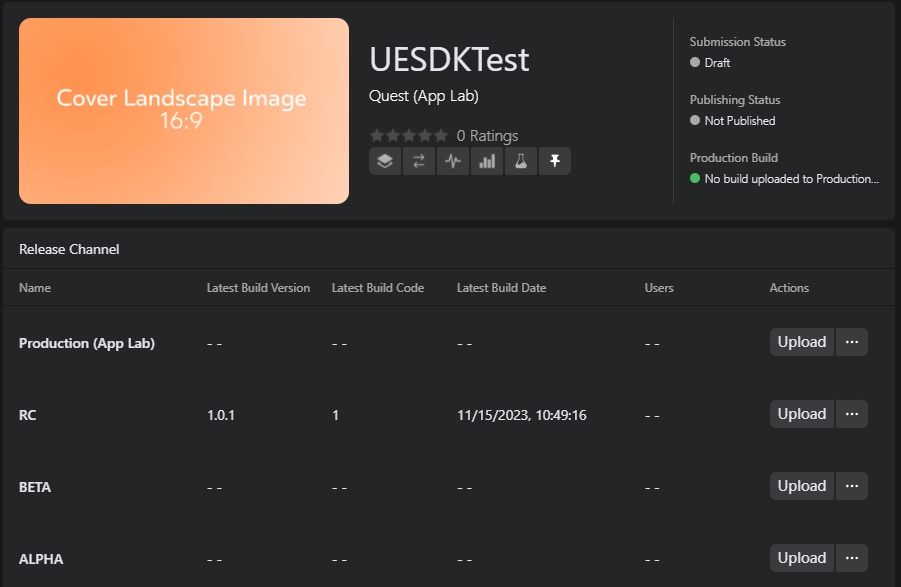 Cover Landscape Image
16:9
UESDKTest
Quest (App Lab)
0 Ratings
Submission Status
Draft
Publishing Status
Not Published
Production Build
No build uploaded to Production...
Release Channel
Name Latest Build Version Latest Build Code Latest Build Date Users Actions
Production (App Lab) - - - - - - - - Upload ...
RC 1.0.1 1 11/15/2023, 10:49:16 - - Upload ...
BETA - - - - - - - - Upload ...
ALPHA - - - - - - - - Upload ...